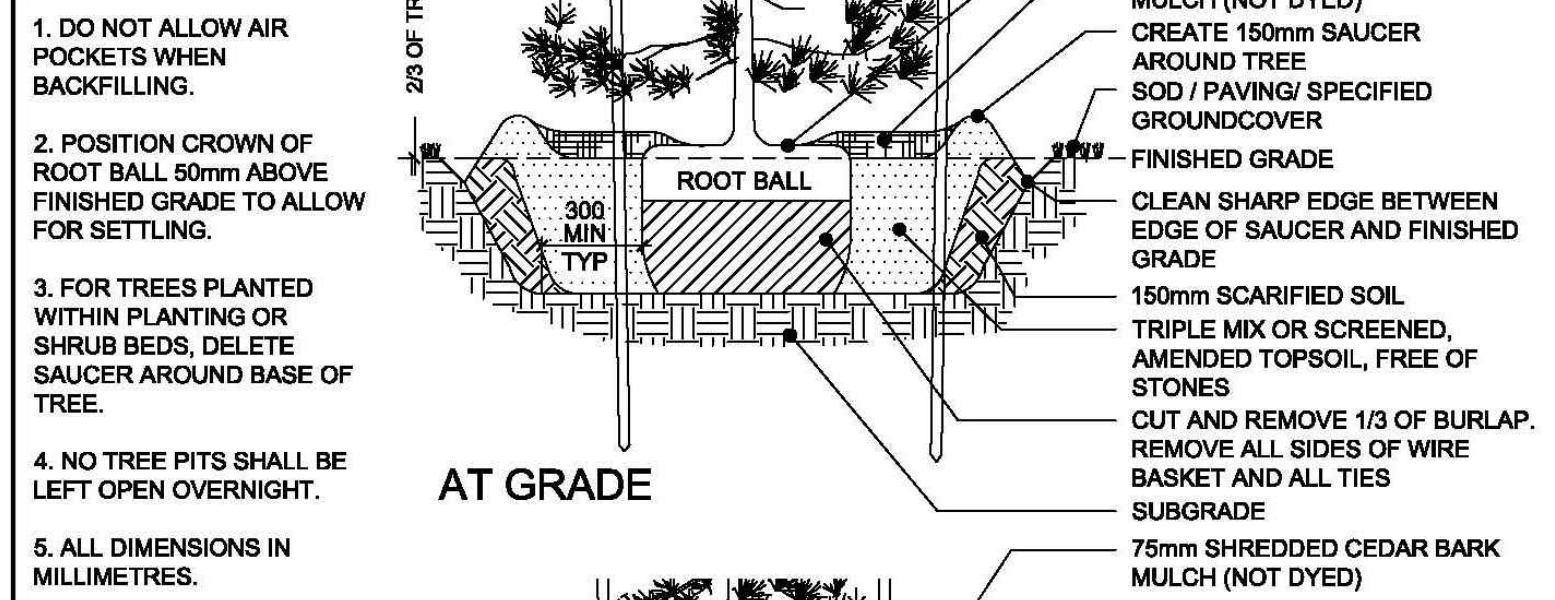 1. DO NOT ALLOW AIR
POCKETS WHEN
BACKFILLING.
2. POSITION CROWN OF
ROOT BALL 50mm ABOVE
FINISHED GRADE TO ALLOW
FOR SETTLING.
3. FOR TREES PLANTED
WITHIN PLANTING OR
SHRUB BEDS, DELETE
SAUCER AROUND BASE OF
TREE.
4. NO TREE PITS SHALL BE
LEFT OPEN OVERNIGHT.
5. ALL DIMENSIONS IN
MILLIMETRES.
2/3 OF TR
ROOT BALL
300
MIN
TYP
AT GRADE
MULCH (NOT DYED)
CREATE 150mm SAUCER
AROUND TREE
SOD / PAVING/ SPECIFIED
GROUNDCOVER
FINISHED GRADE
CLEAN SHARP EDGE BETWEEN
EDGE OF SAUCER AND FINISHED
GRADE
150mm SCARIFIED SOIL
TRIPLE MIX OR SCREENED,
AMENDED TOPSOIL, FREE OF
STONES
CUT AND REMOVE 1/3 OF BURLAP.
REMOVE ALL SIDES OF WIRE
BASKET AND ALL TIES
SUBGRADE
75mm SHREDDED CEDAR BARK
MULCH (NOT DYED)